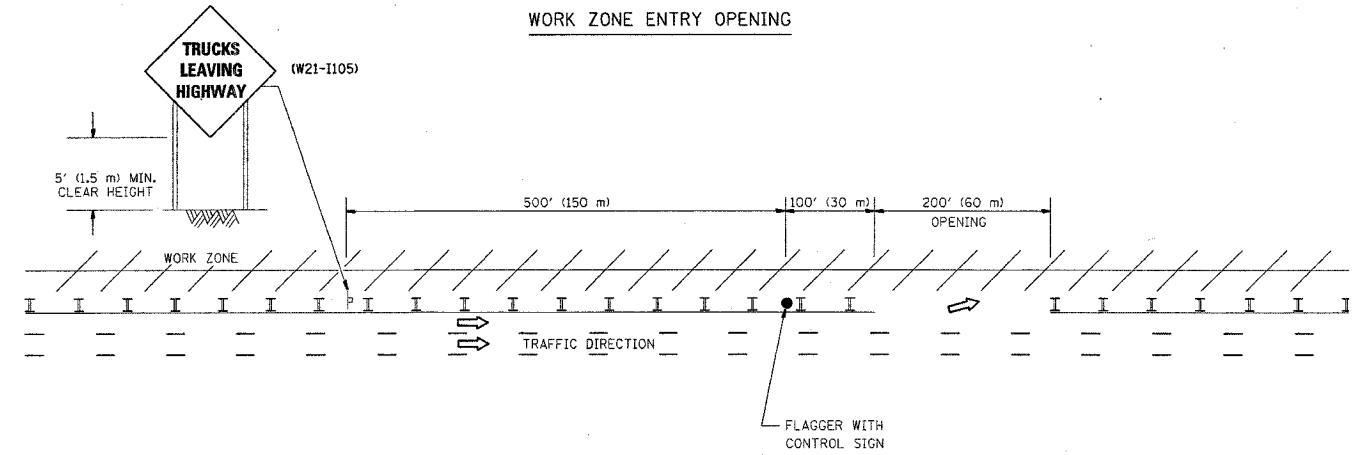 WORK ZONE ENTRY OPENING
TRUCKS
LEAVING
HIGHWAY
(W21-I105)
5' (1.5 m) MIN.
CLEAR HEIGHT
500' (150 m)
100' (30 m)
200' (60 m)
OPENING
WORK ZONE
TRAFFIC DIRECTION
FLAGGER WITH
CONTROL SIGN